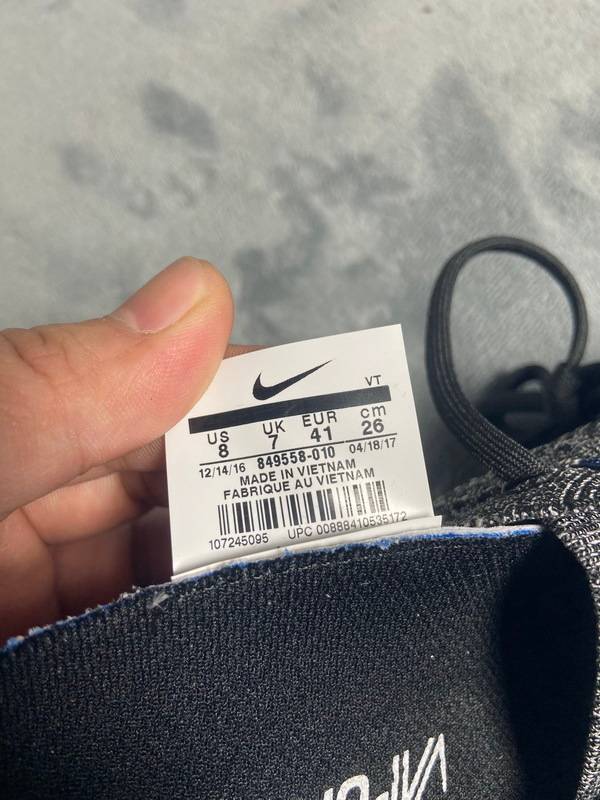 VT
US UK EUR cm
8 7 41 26
12/14/16 849558-010 04/18/17
MADE IN VIETNAM
FABRIQUE AU VIETNAM
107245095 UPC 00888410535172